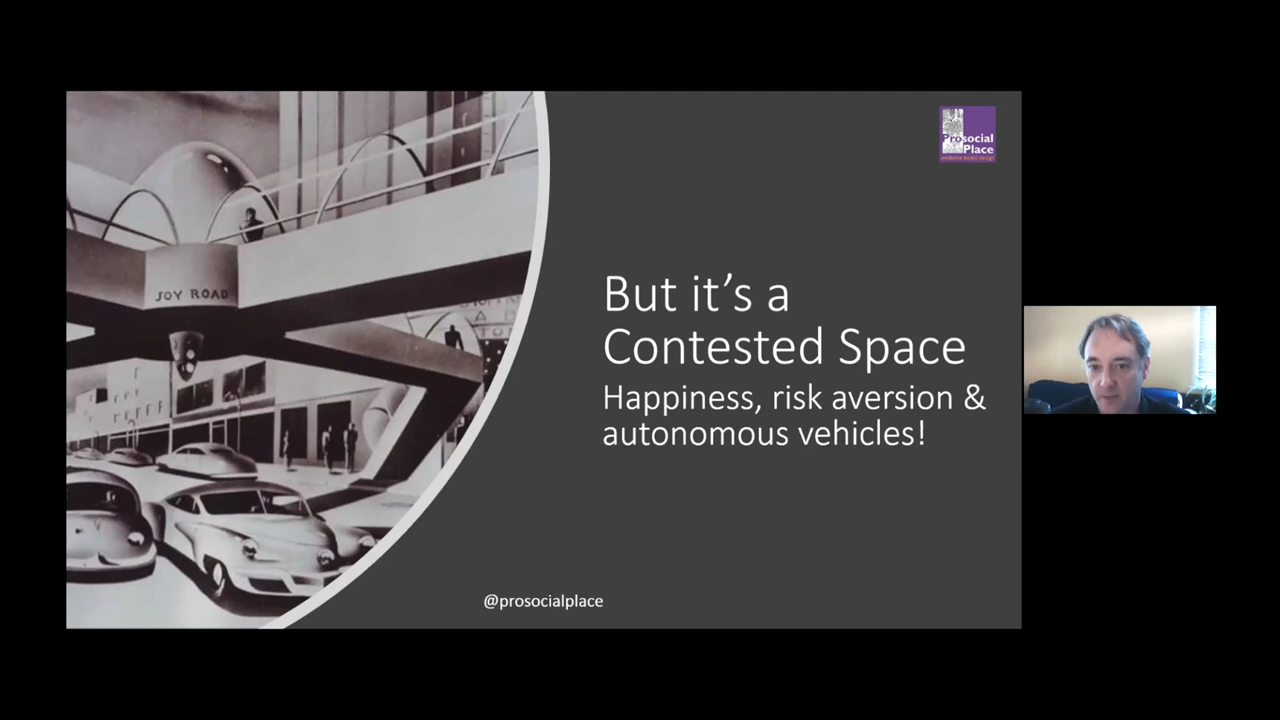 JOY ROAD
Prosocial
Place
But it’s a
Contested Space
Happiness, risk aversion &
autonomous vehicles!
@prosocialplace